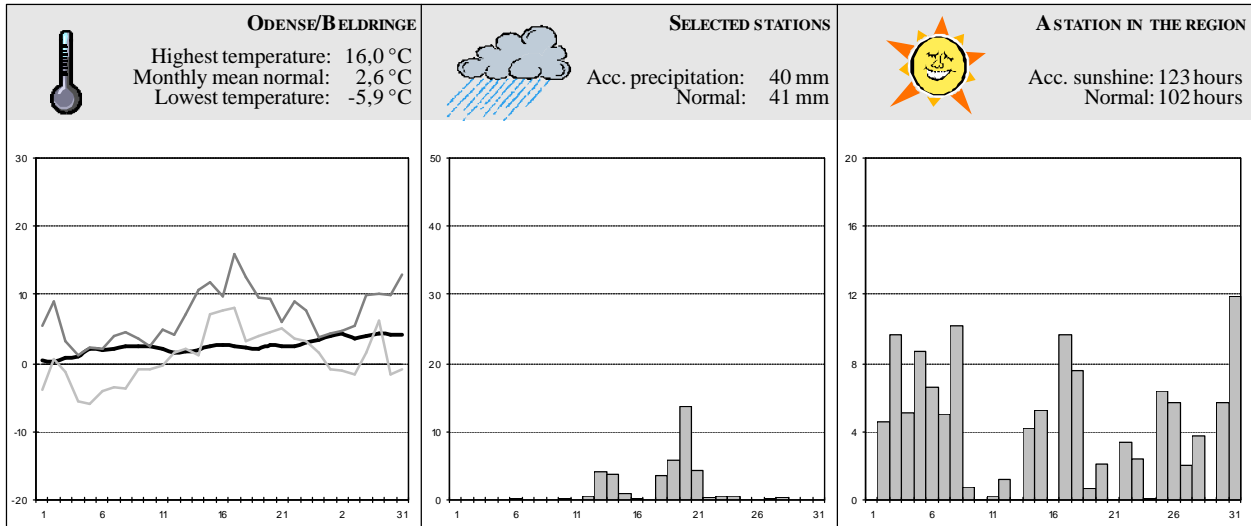 ODENSE/BELDRINGE
Highest temperature: 16,0 °C
Monthly mean normal: 2,6 °C
Lowest temperature: -5,9 °C
30
20
10
0
-10
-20
1 6 11 16 21 2 31
SELECTED STATIONS
Acc. precipitation: 40 mm
Normal: 41 mm
50
40
30
20
10
0
1 6 11 16 21 26 31
A STATION IN THE REGION
Acc. sunshine: 123 hours
Normal: 102 hours
20
16
12
8
4
0
1 6 11 16 21 26 31